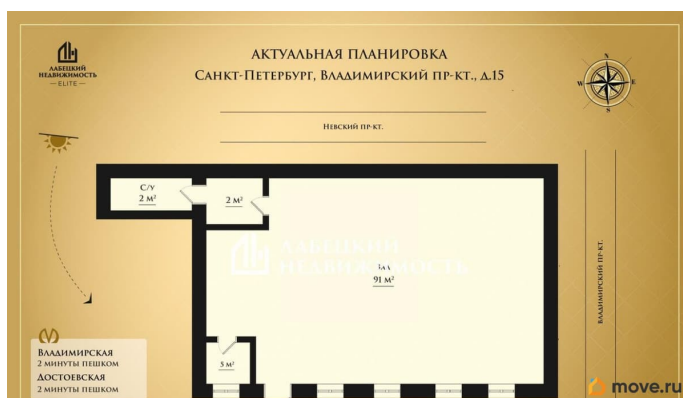 ЛАБЕЦКИЙ
НЕДВИЖИМОСТЬ
— ELITE —
АКТУАЛЬНАЯ ПЛАНИРОВКА
САНКТ-ПЕТЕРБУРГ, ВЛАДИМИРСКИЙ ПР-КТ., Д.15
N
W
E
S
НЕВСКИЙ ПР-КТ.
С/У
2 М²
2 М²
ЛАБЕЦКИЙ
НЕДВИЖИМОСТЬ
ЗАЛ
91 М²
ВЛАДИМИРСКИЙ ПР-КТ.
5 М²
ВЛАДИМИРСКАЯ
2 МИНУТЫ ПЕШКОМ
ДОСТОЕВСКАЯ
2 МИНУТЫ ПЕШКОМ
move.ru